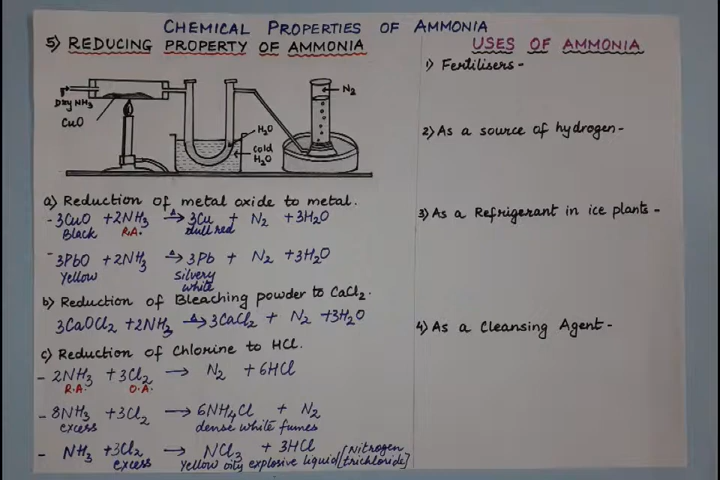 CHEMICAL PROPERTIES OF AMMONIA
5) REDUCING PROPERTY OF AMMONIA
Dry NH₃
CuO
H₂O
Cold H₂O
N₂
a) Reduction of metal oxide to metal.
- 3CuO + 2NH₃ →Δ 3Cu + N₂ + 3H₂O
Black R.A. dull red
- 3PbO + 2NH₃ →Δ 3Pb + N₂ + 3H₂O
Yellow silvery white
b) Reduction of Bleaching powder to CaCl₂.
3CaOCl₂ + 2NH₃ →Δ 3CaCl₂ + N₂ + 3H₂O
c) Reduction of Chlorine to HCl.
- 2NH₃ + 3Cl₂ → N₂ + 6HCl
R.A. O.A.
- 8NH₃ + 3Cl₂ → 6NH₄Cl + N₂
excess dense white fumes
- NH₃ + 3Cl₂ → NCl₃ + 3HCl
excess Yellow oily explosive liquid [Nitrogen trichloride]
USES OF AMMONIA
1) Fertilisers -
2) As a source of hydrogen -
3) As a Refrigerant in ice plants -
4) As a Cleansing Agent -